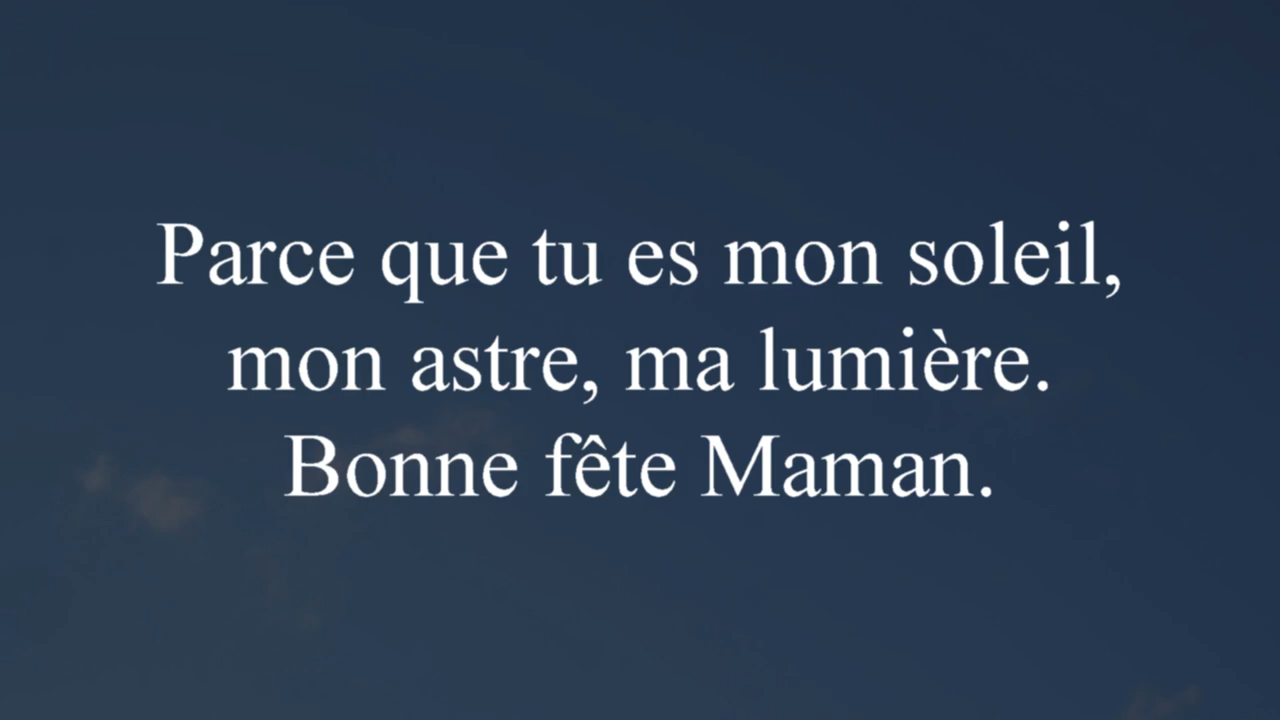 Parce que tu es mon soleil,
mon astre, ma lumière.
Bonne fête Maman.